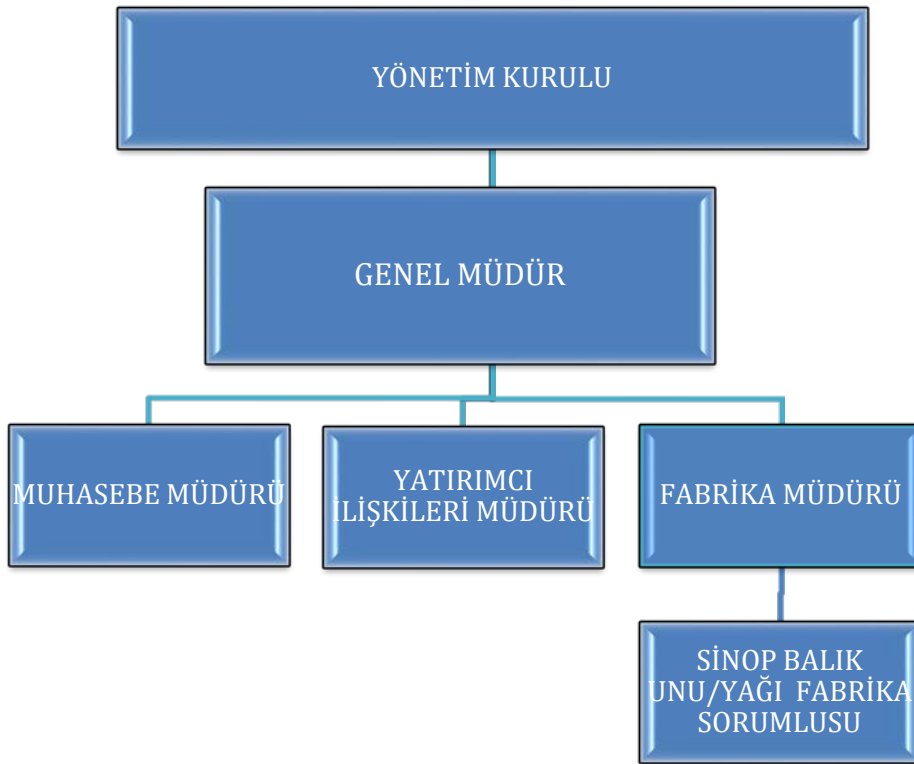 YÖNETİM KURULU
GENEL MÜDÜR
MUHASEBE MÜDÜRÜ
YATIRIMCI
İLİŞKİLERİ MÜDÜRÜ
FABRİKA MÜDÜRÜ
SİNOP BALIK
UNU/YAĞI FABRİKA
SORUMLUSU